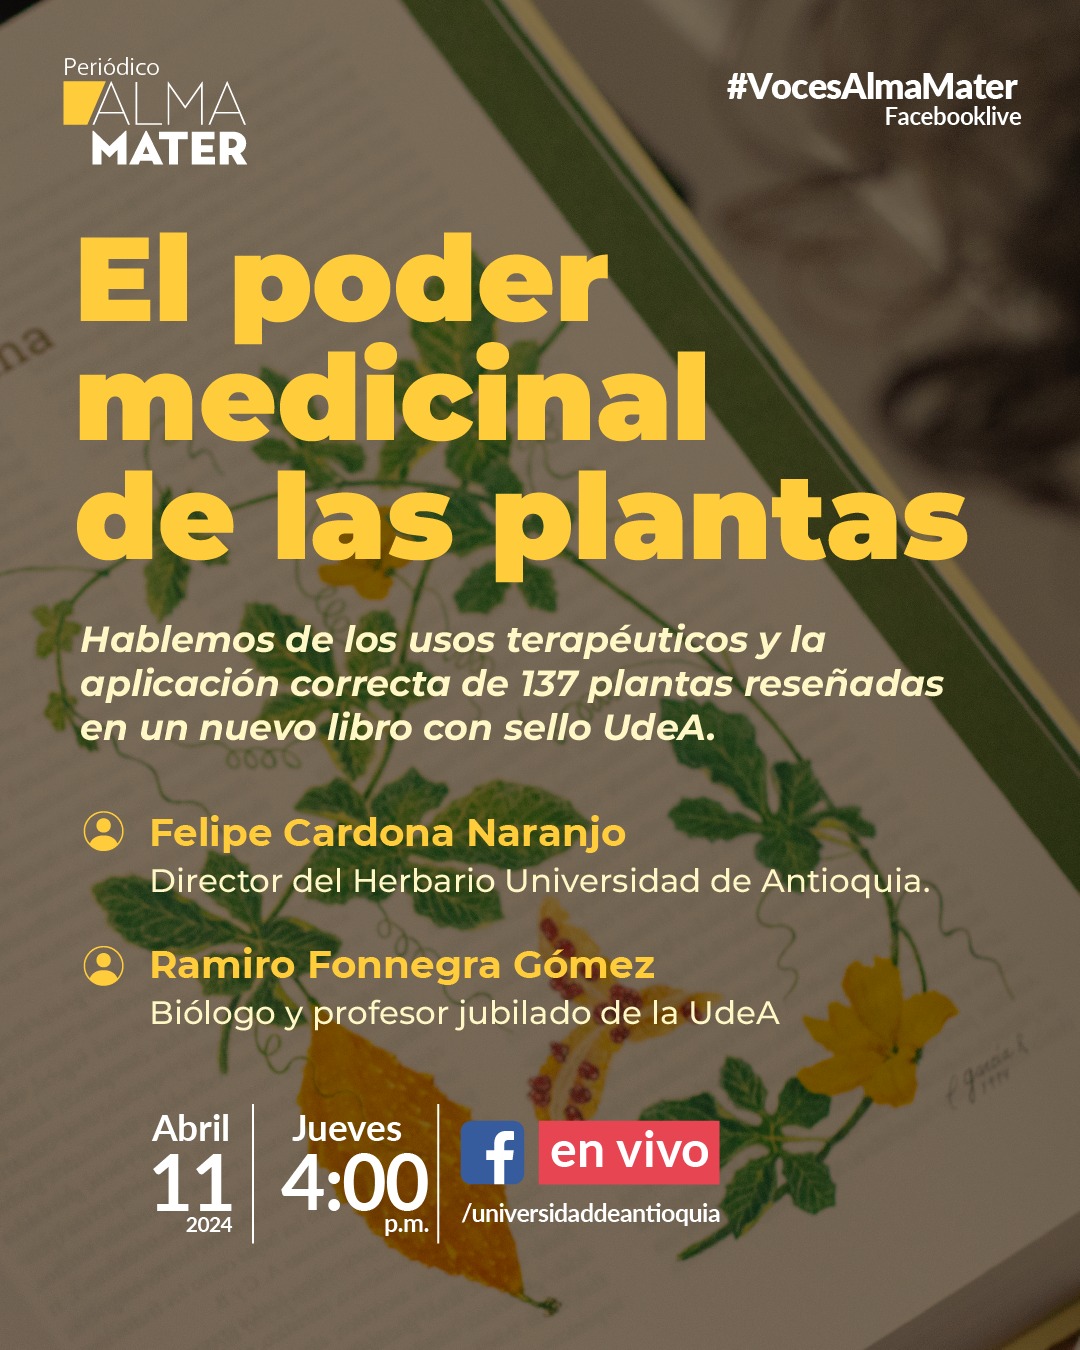 Periódico
ALMA
MATER
#VocesAlmaMater
Facebooklive
El poder
medicinal
de las plantas
na
Hablemos de los usos terapéuticos y la
aplicación correcta de 137 plantas reseñadas
en un nuevo libro con sello UdeA.
Felipe Cardona Naranjo
Director del Herbario Universidad de Antioquia.
Ramiro Fonnegra Gómez
Biólogo y profesor jubilado de la UdeA
Abril
11
2024
Jueves
4:00
p.m.
f en vivo
/universidaddeantioquia